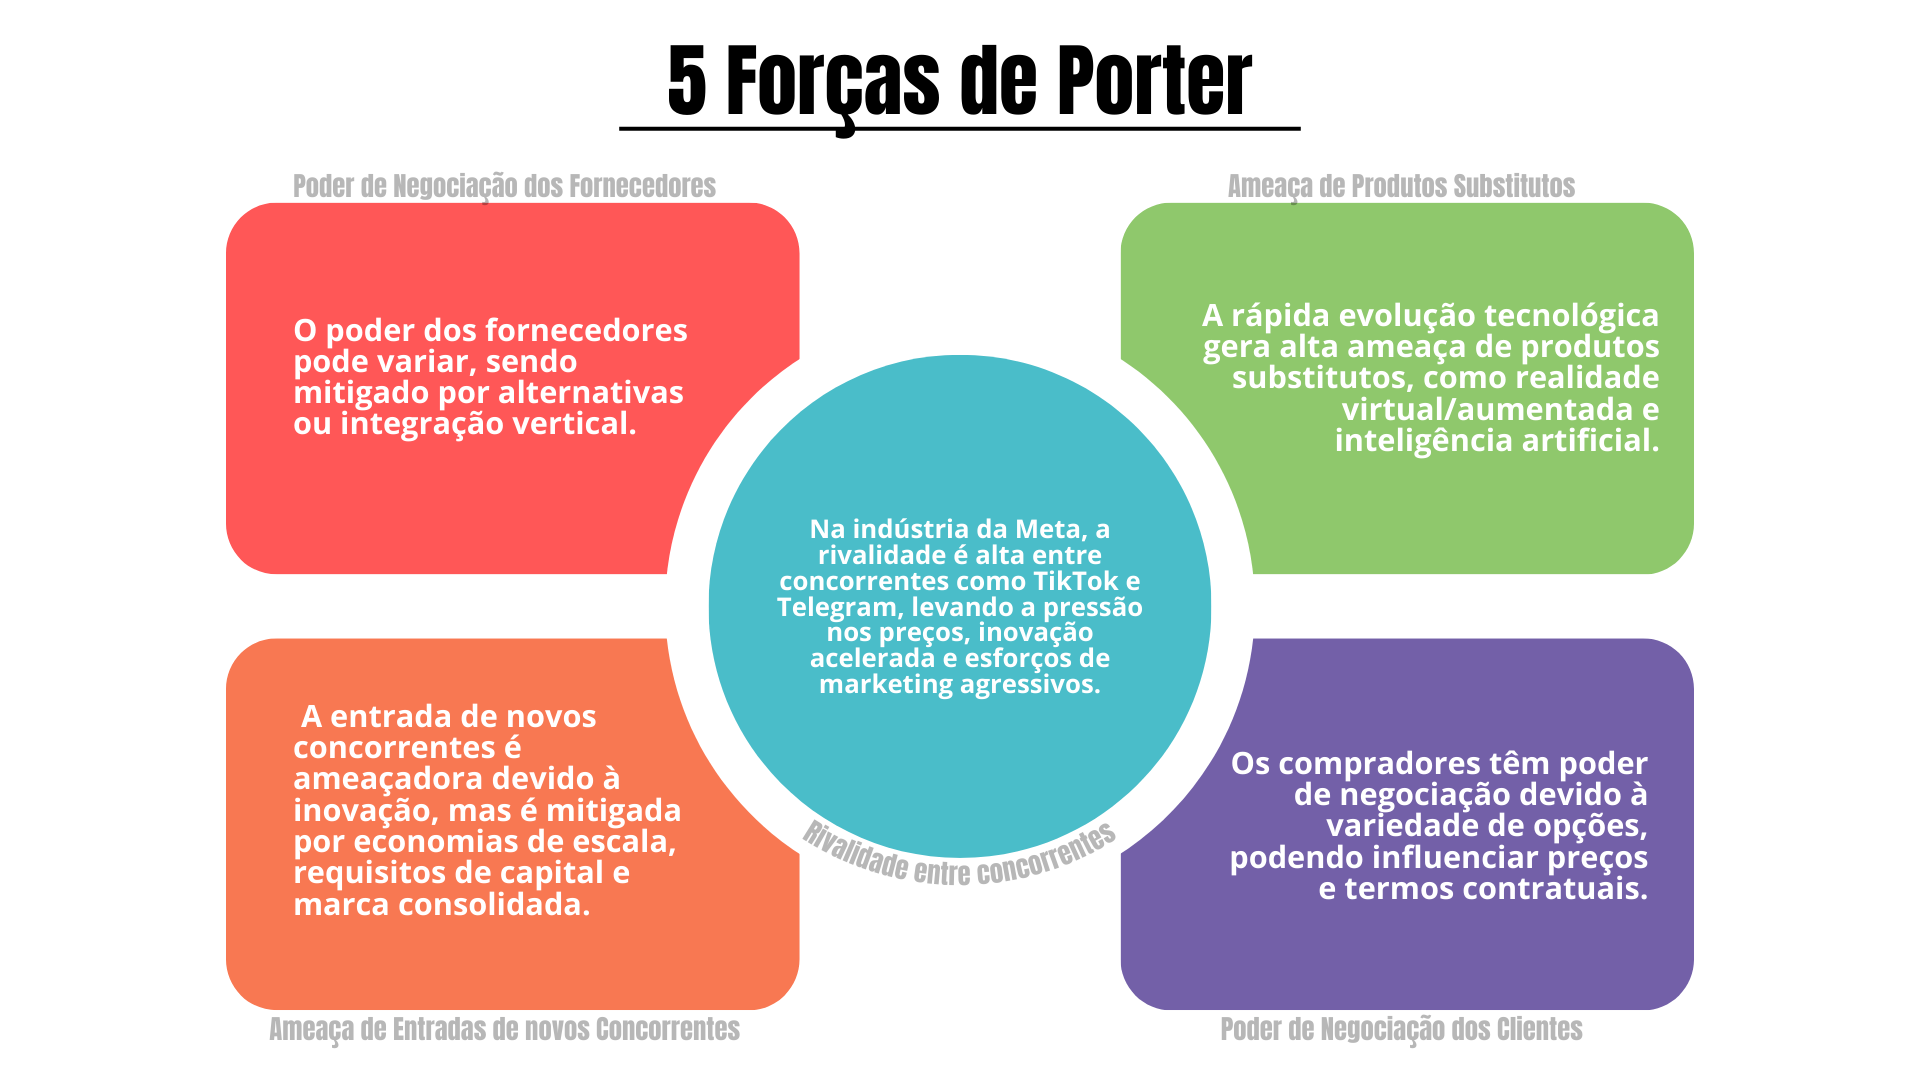 5 Forças de Porter
Poder de Negociação dos Fornecedores
O poder dos fornecedores
pode variar, sendo
mitigado por alternativas
ou integração vertical.
Ameaça de Produtos Substitutos
A rápida evolução tecnológica
gera alta ameaça de produtos
substitutos, como realidade
virtual/aumentada e
inteligência artificial.
Na indústria da Meta, a
rivalidade é alta entre
concorrentes como TikTok e
Telegram, levando a pressão
nos preços, inovação
acelerada e esforços de
marketing agressivos.
Rivalidade entre concorrentes
A entrada de novos
concorrentes é
ameaçadora devido à
inovação, mas é mitigada
por economias de escala,
requisitos de capital e
marca consolidada.
Ameaça de Entradas de novos Concorrentes
Os compradores têm poder
de negociação devido à
variedade de opções,
podendo influenciar preços
e termos contratuais.
Poder de Negociação dos Clientes